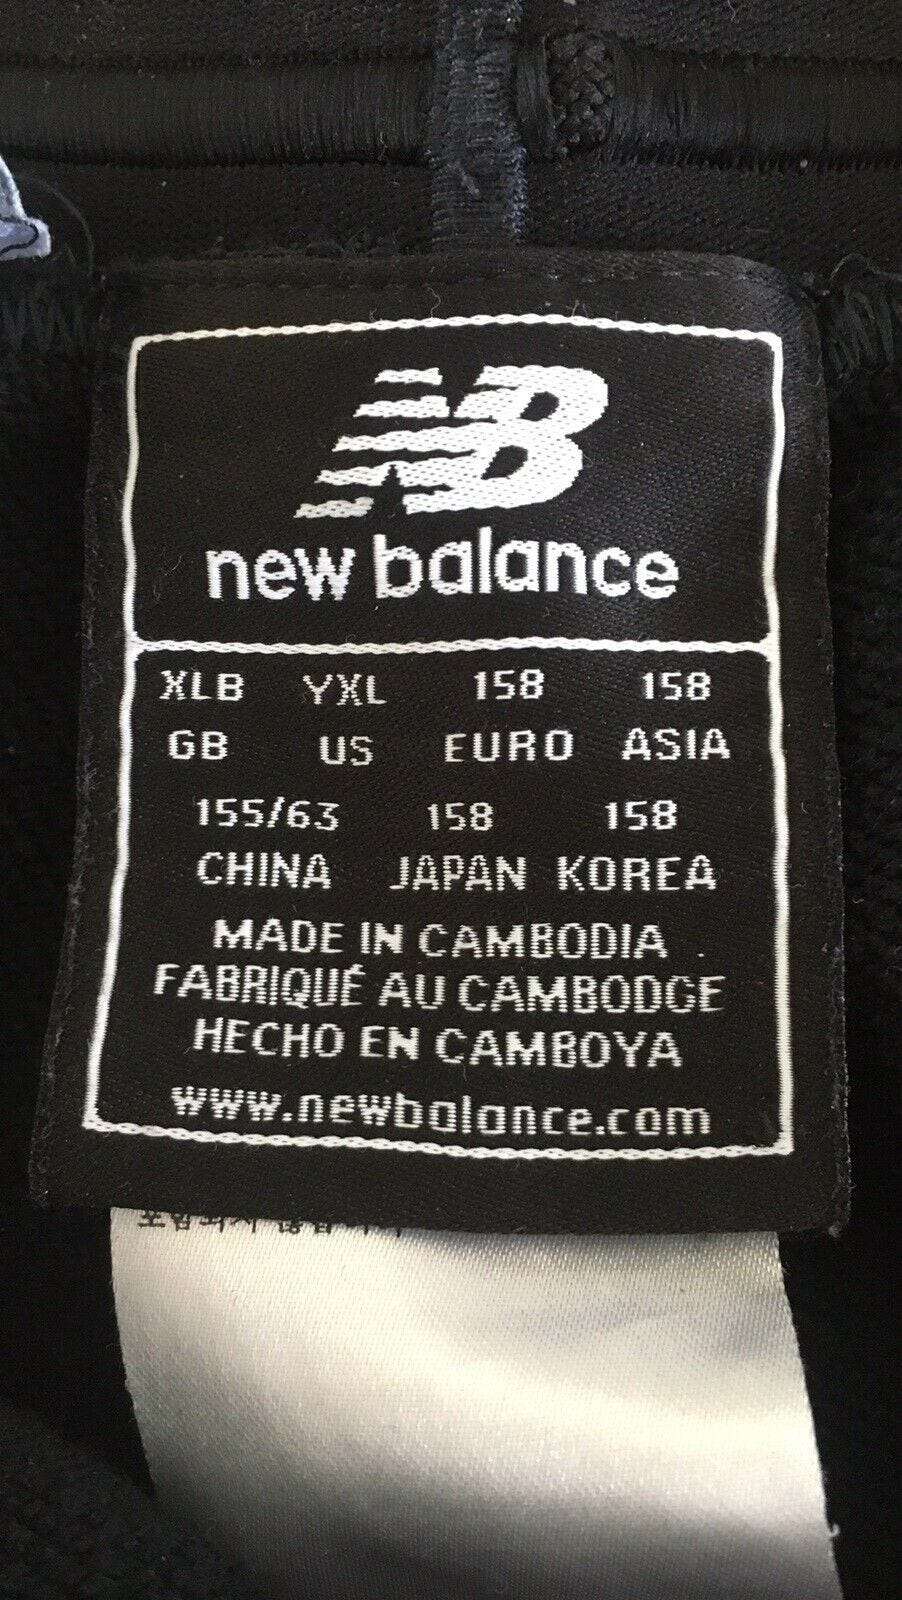 NB
new balance
XLB YXL 158 158
GB US EURO ASIA
155/63 158 158
CHINA JAPAN KOREA
MADE IN CAMBODIA
FABRIQUÉ AU CAMBODGE
HECHO EN CAMBOYA
www.newbalance.com